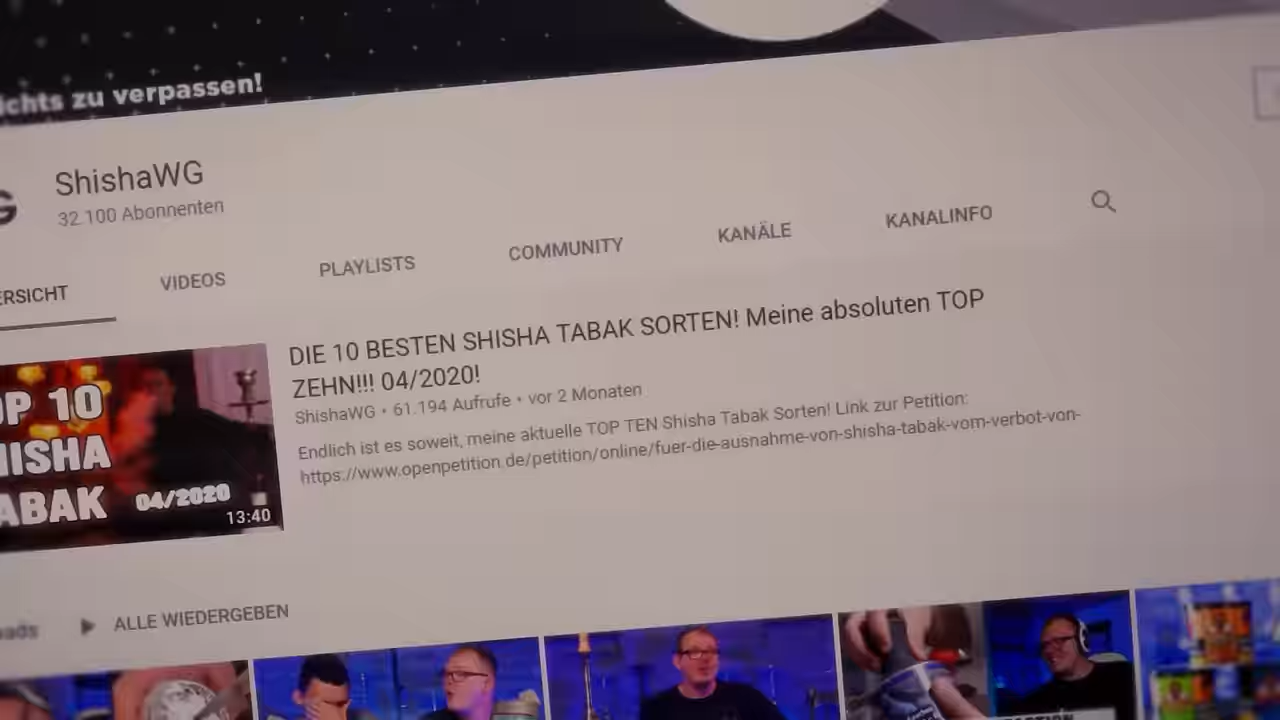 ichts zu verpassen!
ShishaWG
32.100 Abonnenten
ERSICHT
VIDEOS
PLAYLISTS
COMMUNITY
KANÄLE
KANALINFO
DIE 10 BESTEN SHISHA TABAK SORTEN! Meine absoluten TOP
ZEHN!!! 04/2020!
ShishaWG • 61.194 Aufrufe • vor 2 Monaten
Endlich ist es soweit, meine aktuelle TOP TEN Shisha Tabak Sorten! Link zur Petition:
https://www.openpetition.de/petition/online/fuer-die-ausnahme-von-shisha-tabak-vom-verbot-von-
OP 10
HISHA
ABAK
04/2020
13:40
oads
ALLE WIEDERGEBEN